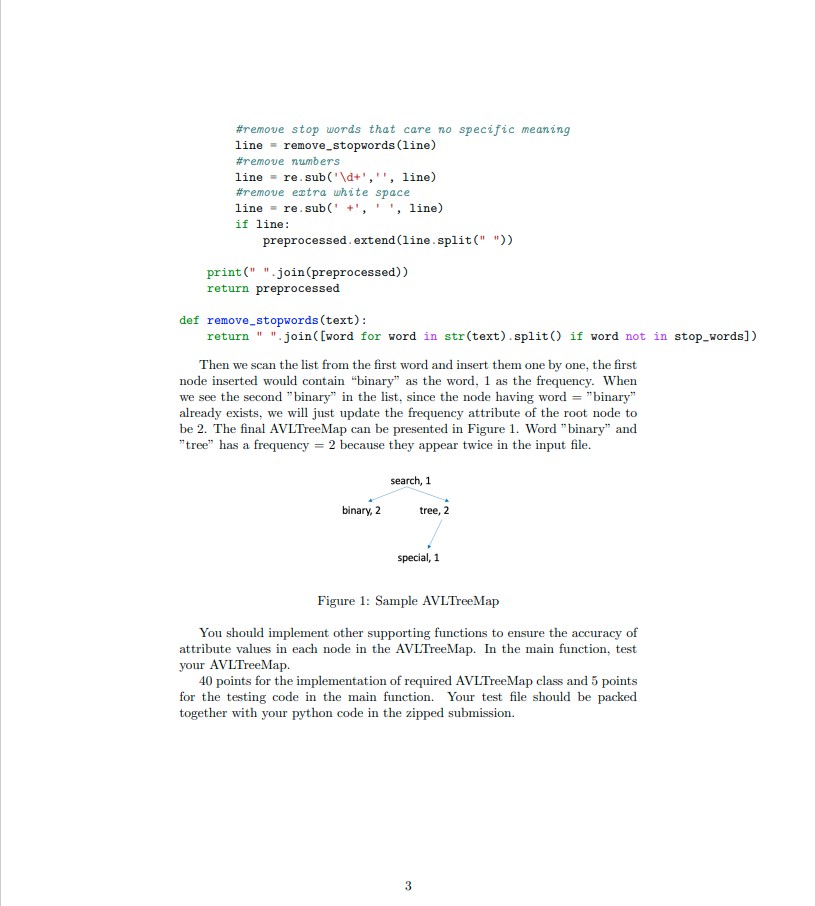 #remove stop words that care no specific meaning
line = remove_stopwords(line)
#remove numbers
line = re.sub('\d+','', line)
#remove extra white space
line = re.sub(' +', ' ', line)
if line:
preprocessed.extend(line.split(" "))
print(" ".join(preprocessed))
return preprocessed
def remove_stopwords(text):
return " ".join([word for word in str(text).split() if word not in stop_words])
Then we scan the list from the first word and insert them one by one, the first
node inserted would contain “binary” as the word, 1 as the frequency. When
we see the second ”binary” in the list, since the node having word = ”binary”
already exists, we will just update the frequency attribute of the root node to
be 2. The final AVLTreeMap can be presented in Figure 1. Word ”binary” and
”tree” has a frequency = 2 because they appear twice in the input file.
search, 1
binary, 2 tree, 2
special, 1
Figure 1: Sample AVLTreeMap
You should implement other supporting functions to ensure the accuracy of
attribute values in each node in the AVLTreeMap. In the main function, test
your AVLTreeMap.
40 points for the implementation of required AVLTreeMap class and 5 points
for the testing code in the main function. Your test file should be packed
together with your python code in the zipped submission.
3